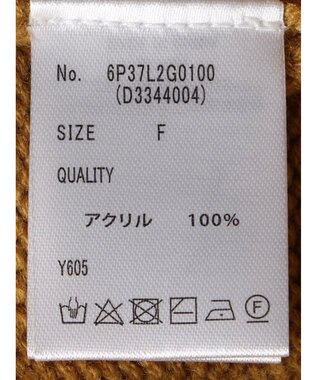 No. 6P37L2G0100
(D3344004)
SIZE F
QUALITY
アクリル 100%
Y605
F